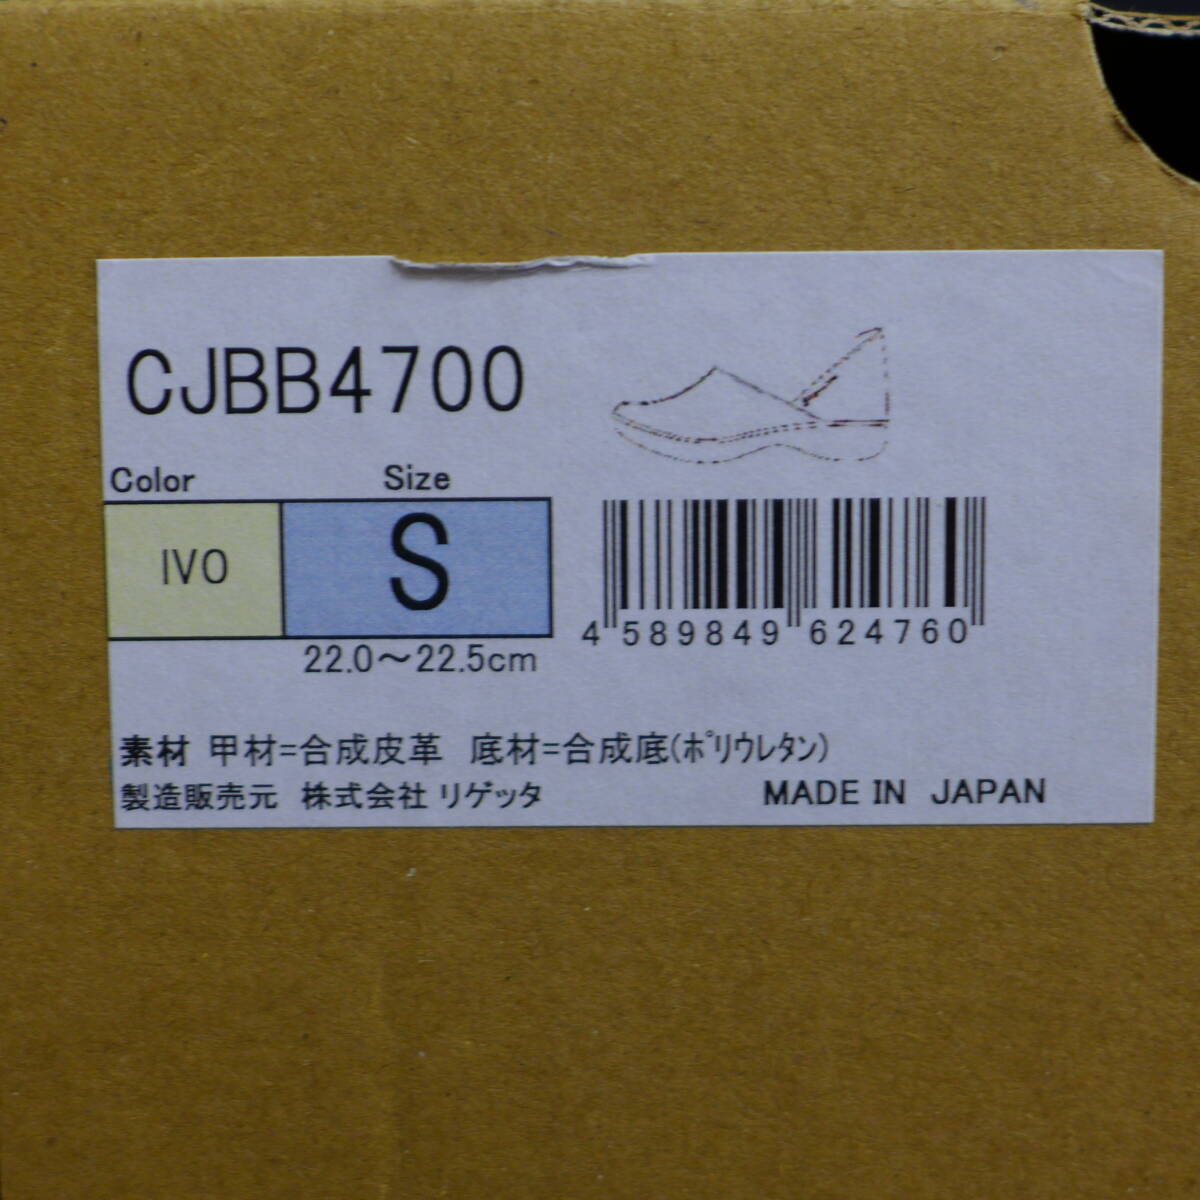 CJBB4700
Color Size
IVO S
22.0～22.5cm
4 589849 624760
素材 甲材=合成皮革 底材=合成底(ﾎﾟﾘｳﾚﾀﾝ)
製造販売元 株式会社 リゲッタ MADE IN JAPAN